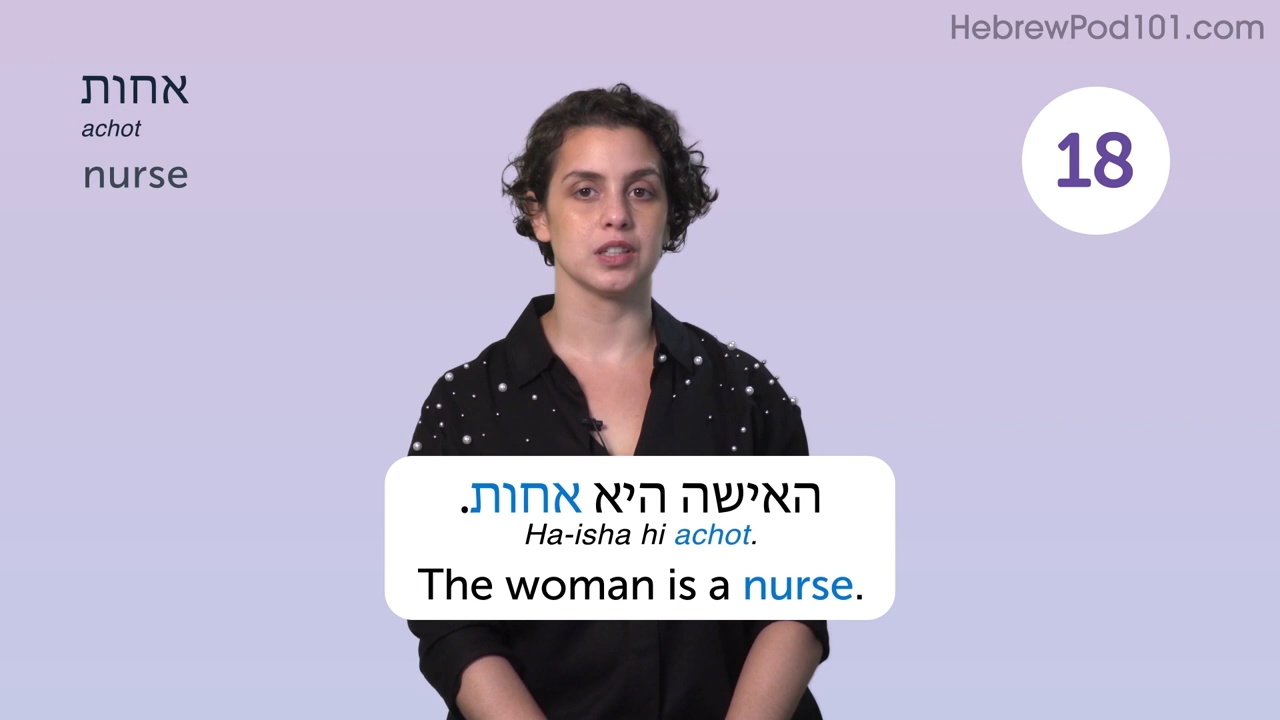 HebrewPod101.com
אחות
achot
nurse
18
האישה היא אחות.
Ha-isha hi achot.
The woman is a nurse.